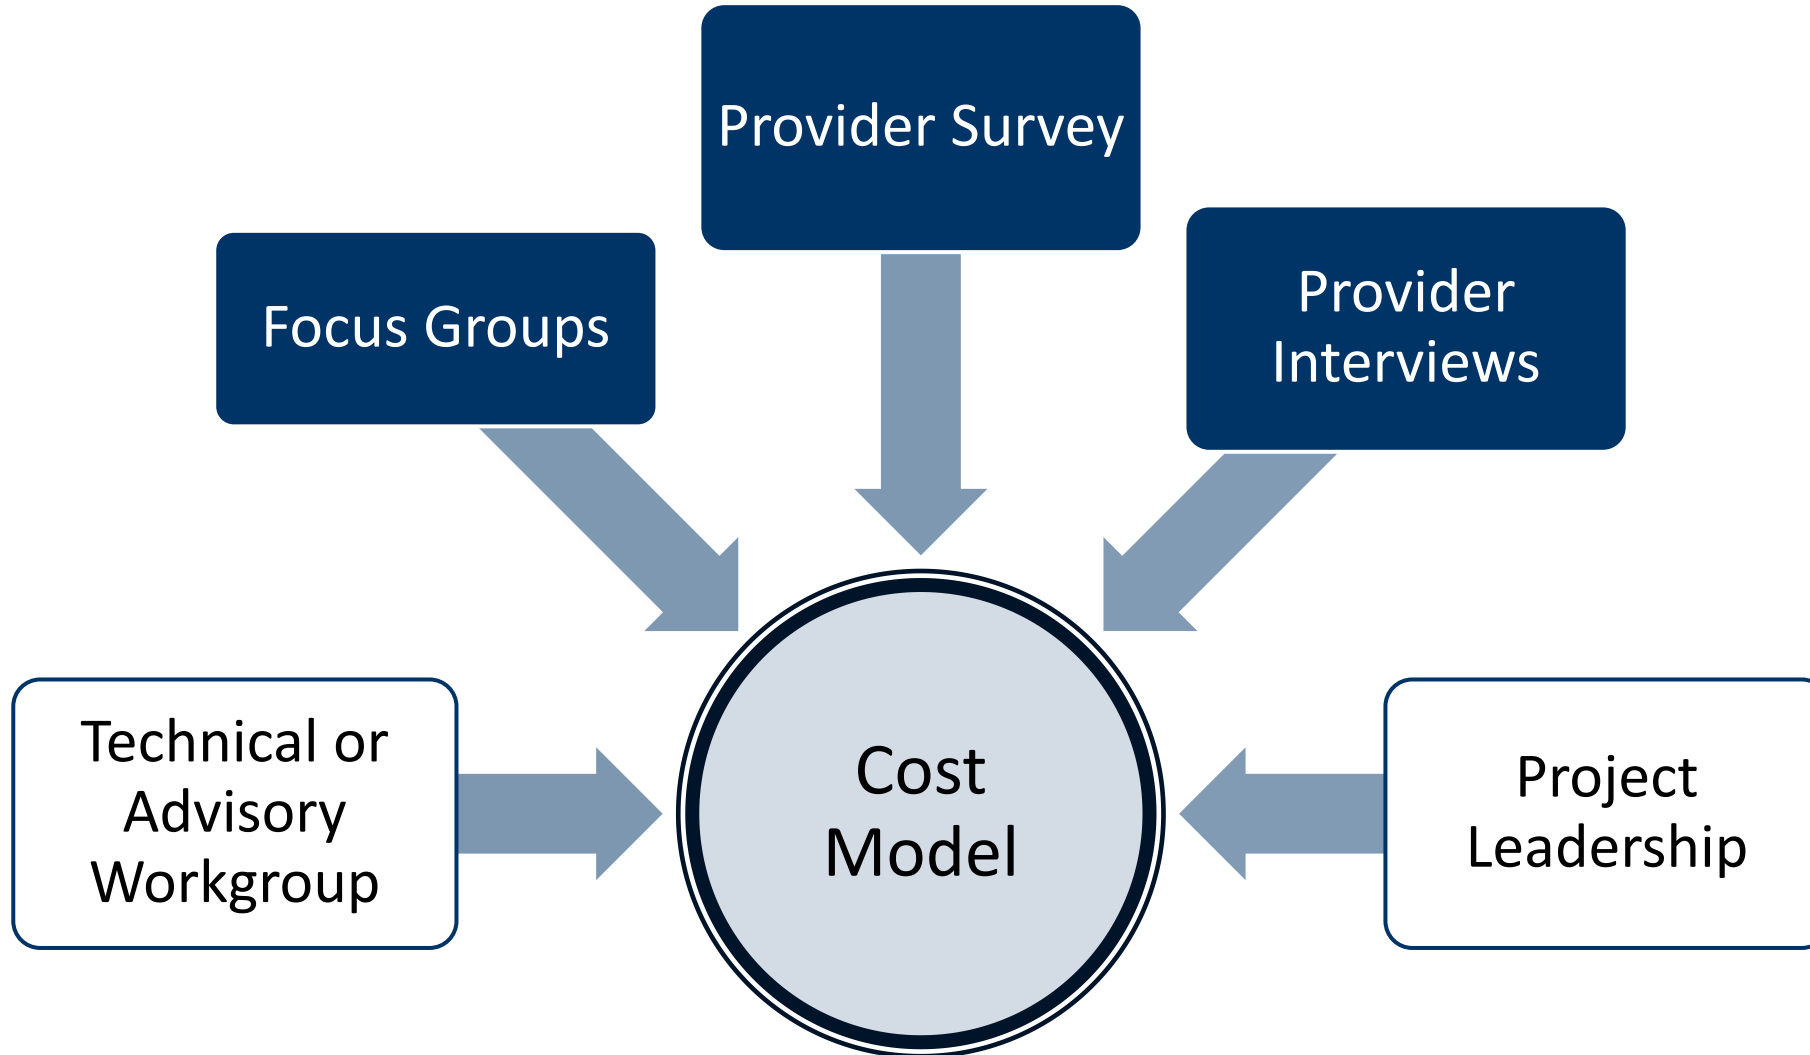 Provider Survey
Focus Groups
Provider
Interviews
Technical or
Advisory
Workgroup
Cost
Model
Project
Leadership